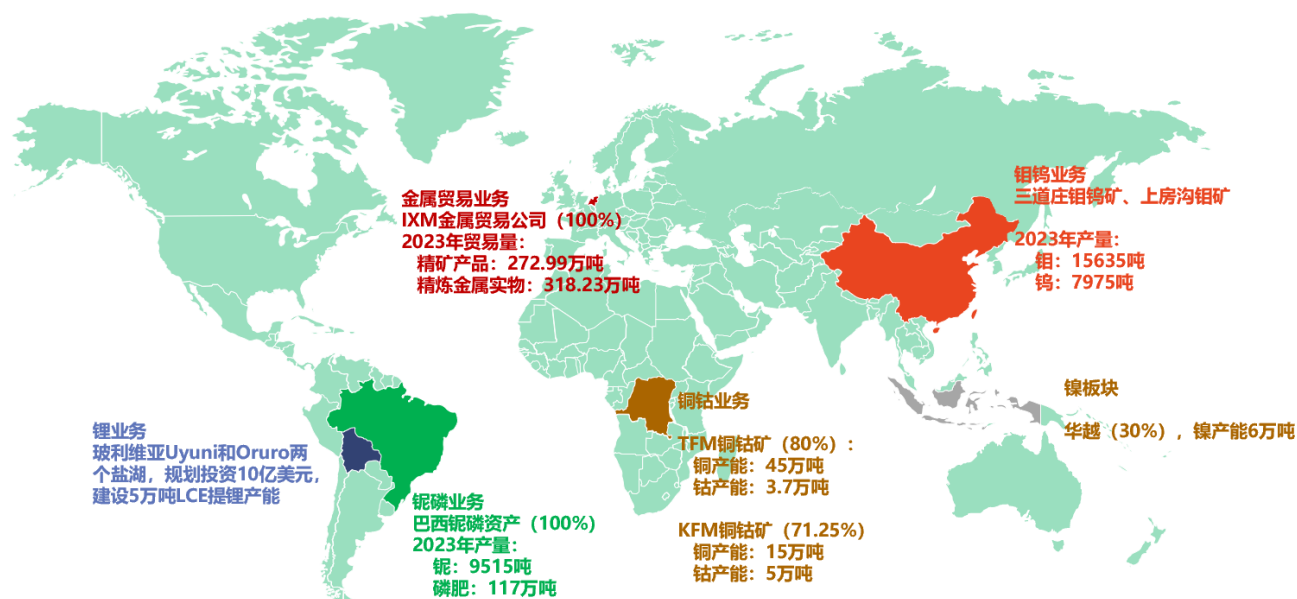 金属贸易业务
IXM金属贸易公司（100%）
2023年贸易量：
精矿产品：272.99万吨
精炼金属实物：318.23万吨
钼钨业务
三道庄钼钨矿、上房沟钼矿
2023年产量：
钼：15635吨
钨：7975吨
锂业务
玻利维亚Uyuni和Oruro两
个盐湖，规划投资10亿美元，
建设5万吨LCE提锂产能
铌磷业务
巴西铌磷资产（100%）
2023年产量：
铌：9515吨
磷肥：117万吨
铜钴业务
TFM铜钴矿（80%）：
铜产能：45万吨
钴产能：3.7万吨
KFM铜钴矿（71.25%）
铜产能：15万吨
钴产能：5万吨
镍板块
华越（30%），镍产能6万吨